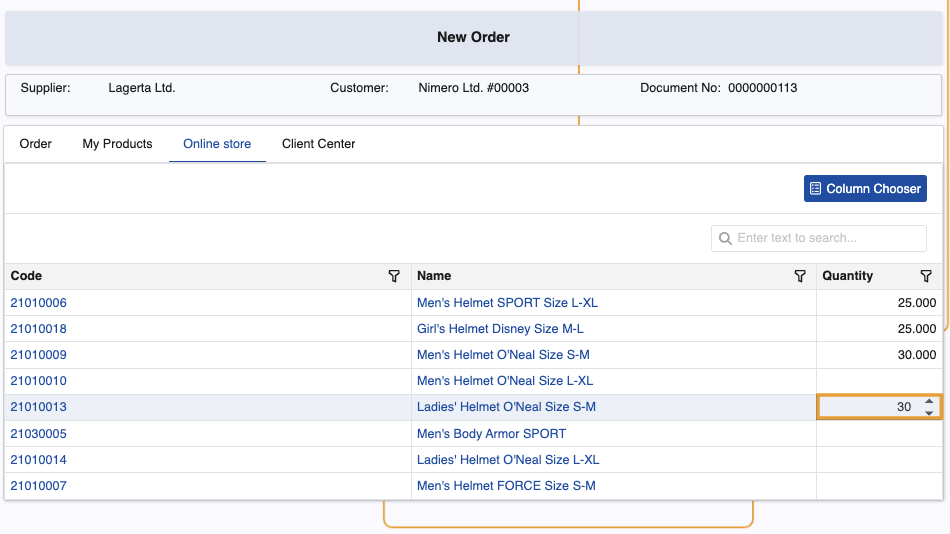 New Order
Supplier: Lagerta Ltd. Customer: Nimero Ltd. #00003 Document No: 0000000113
Order My Products Online store Client Center
Column Chooser
Enter text to search...
Code Name Quantity
21010006 Men's Helmet SPORT Size L-XL 25.000
21010018 Girl's Helmet Disney Size M-L 25.000
21010009 Men's Helmet O'Neal Size S-M 30.000
21010010 Men's Helmet O'Neal Size L-XL
21010013 Ladies' Helmet O'Neal Size S-M 30
21030005 Men's Body Armor SPORT
21010014 Ladies' Helmet O'Neal Size L-XL
21010007 Men's Helmet FORCE Size S-M